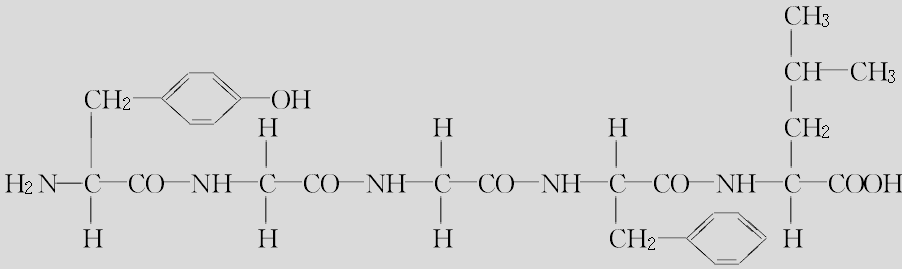 CH₃
CH—CH₃
CH₂—OH
H H H CH₂
H₂N—C—CO—NH—C—CO—NH—C—CO—NH—C—CO—NH—C—COOH
H H H CH₂ H